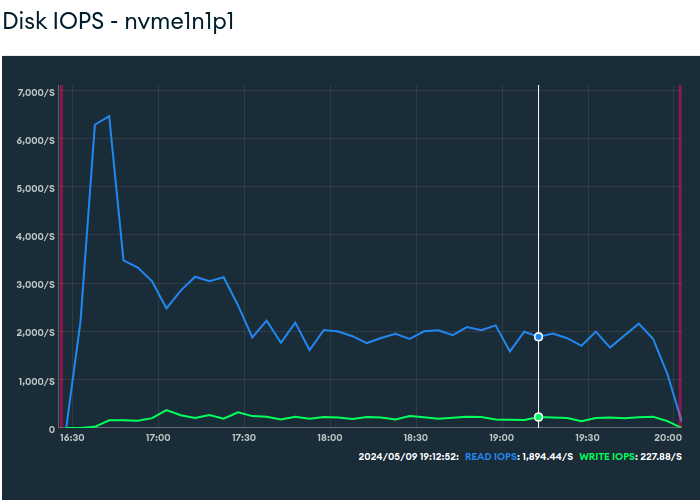 Disk IOPS - nvme1n1p1
7,000/S
6,000/S
5,000/S
4,000/S
3,000/S
2,000/S
1,000/S
0
16:30 17:00 17:30 18:00 18:30 19:00 19:30 20:00
2024/05/09 19:12:52: READ IOPS: 1,894.44/S WRITE IOPS: 227.88/S